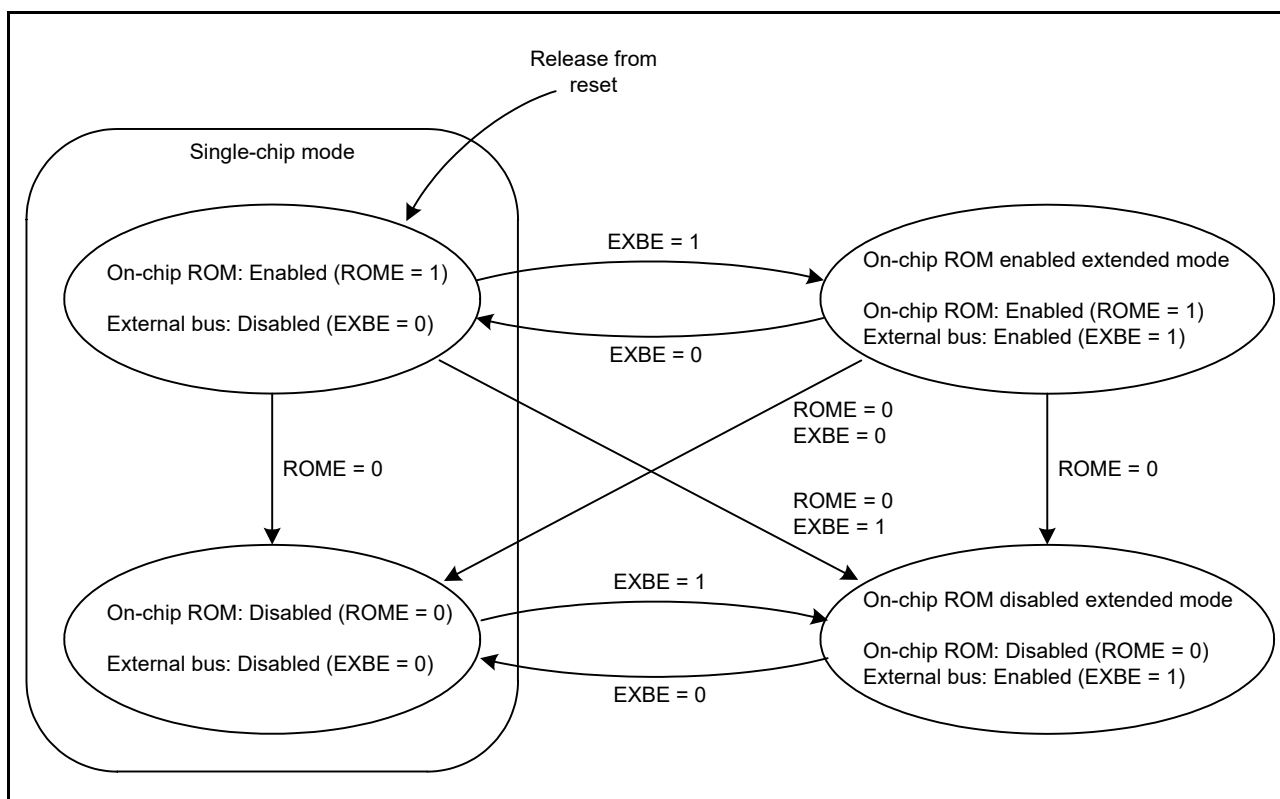 Release from
reset
Single-chip mode
On-chip ROM: Enabled (ROME = 1)
External bus: Disabled (EXBE = 0)
EXBE = 1
EXBE = 0
On-chip ROM enabled extended mode
On-chip ROM: Enabled (ROME = 1)
External bus: Enabled (EXBE = 1)
ROME = 0
ROME = 0
EXBE = 0
ROME = 0
EXBE = 1
ROME = 0
On-chip ROM: Disabled (ROME = 0)
External bus: Disabled (EXBE = 0)
EXBE = 1
EXBE = 0
On-chip ROM disabled extended mode
On-chip ROM: Disabled (ROME = 0)
External bus: Enabled (EXBE = 1)